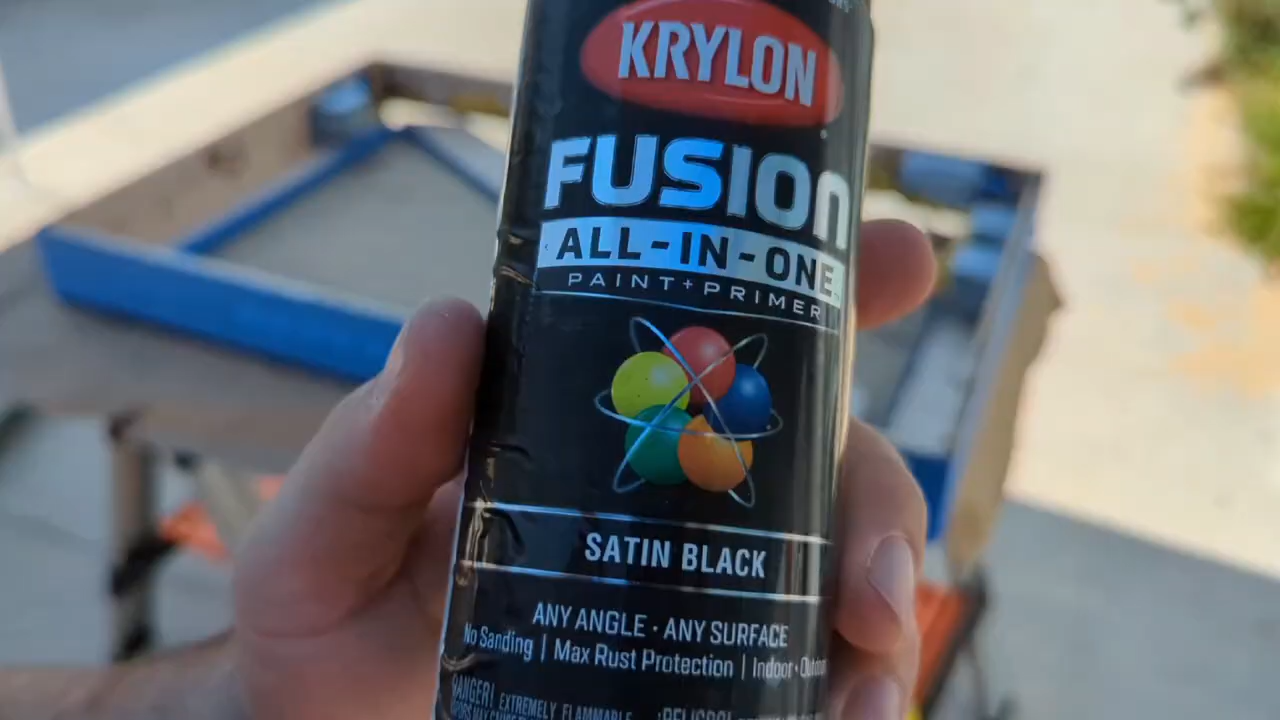 KRYLON
FUSION
ALL-IN-ONE
PAINT+PRIMER
SATIN BLACK
ANY ANGLE · ANY SURFACE
No Sanding | Max Rust Protection | Indoor
EXTREMELY FLAMMABLE